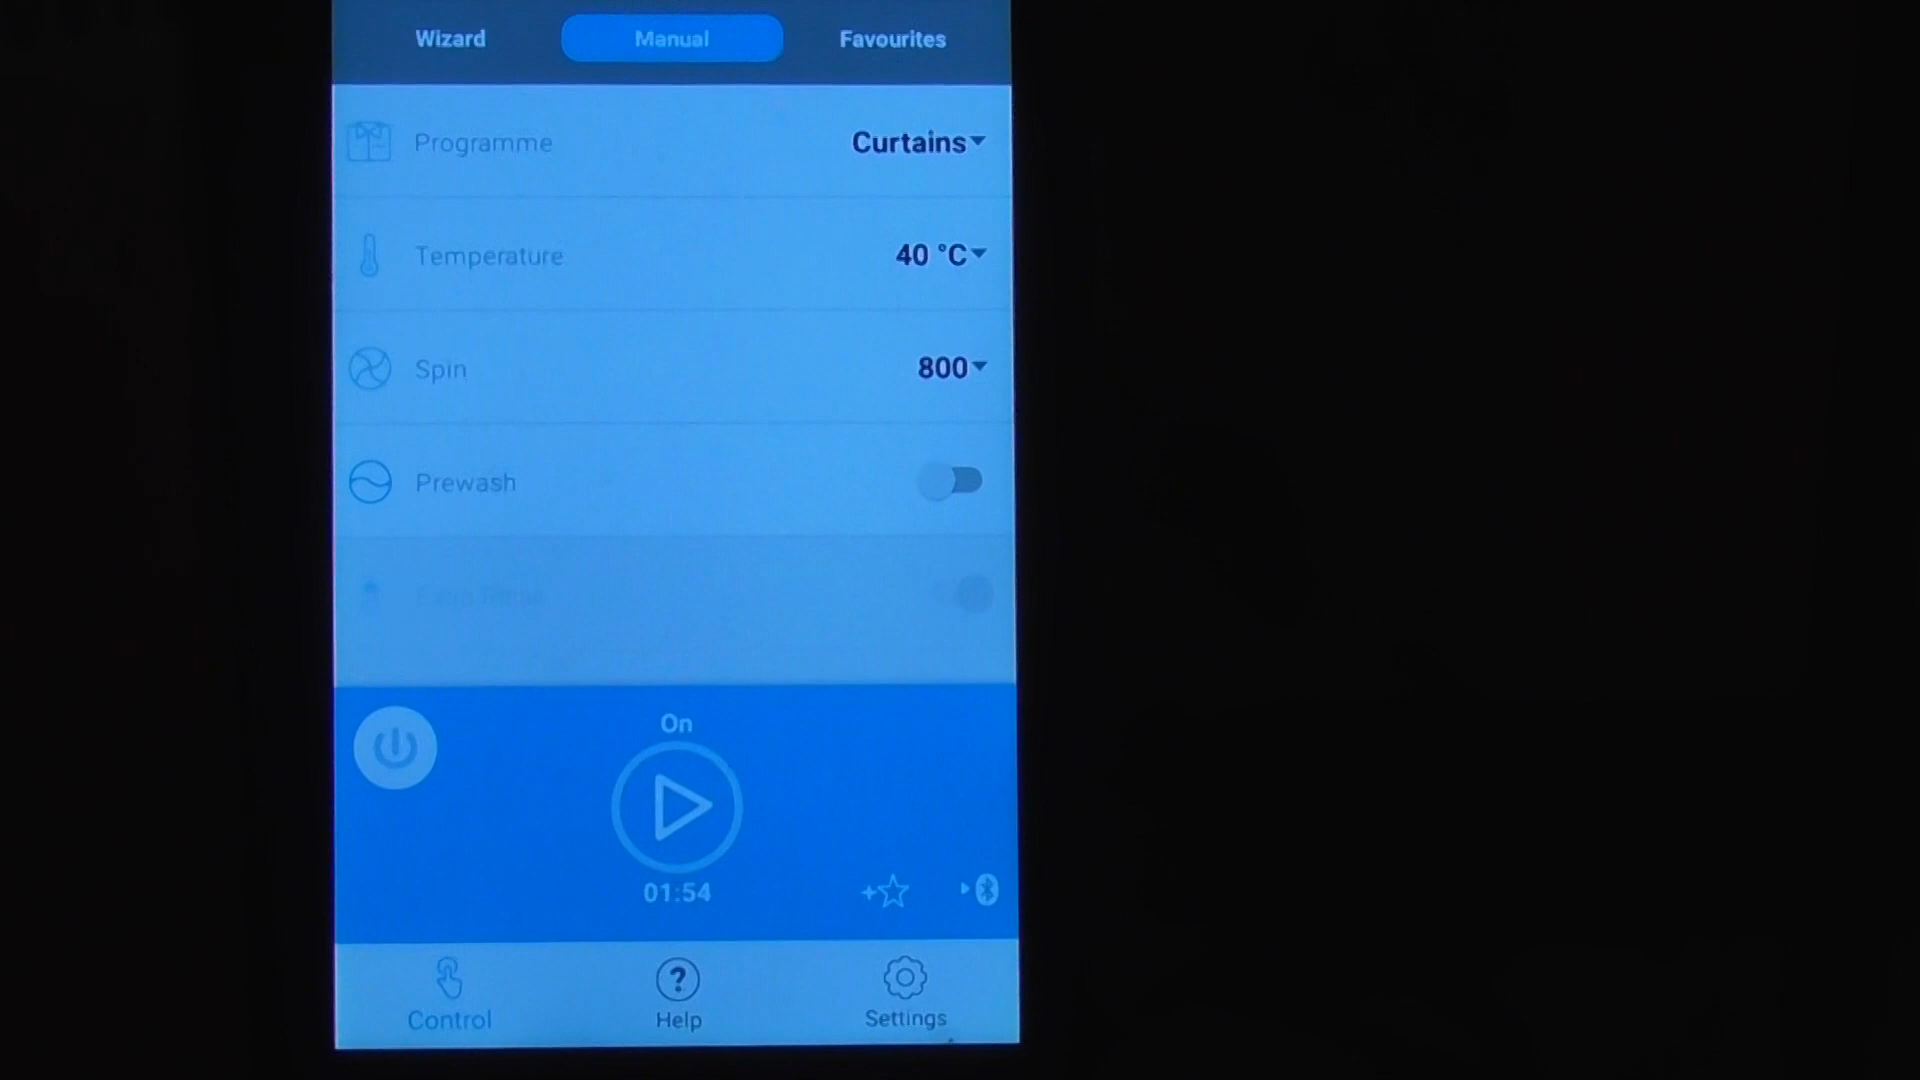 Wizard Manual Favourites
Programme Curtains
Temperature 40 °C
Spin 800
Prewash
On
01:54
Control Help Settings